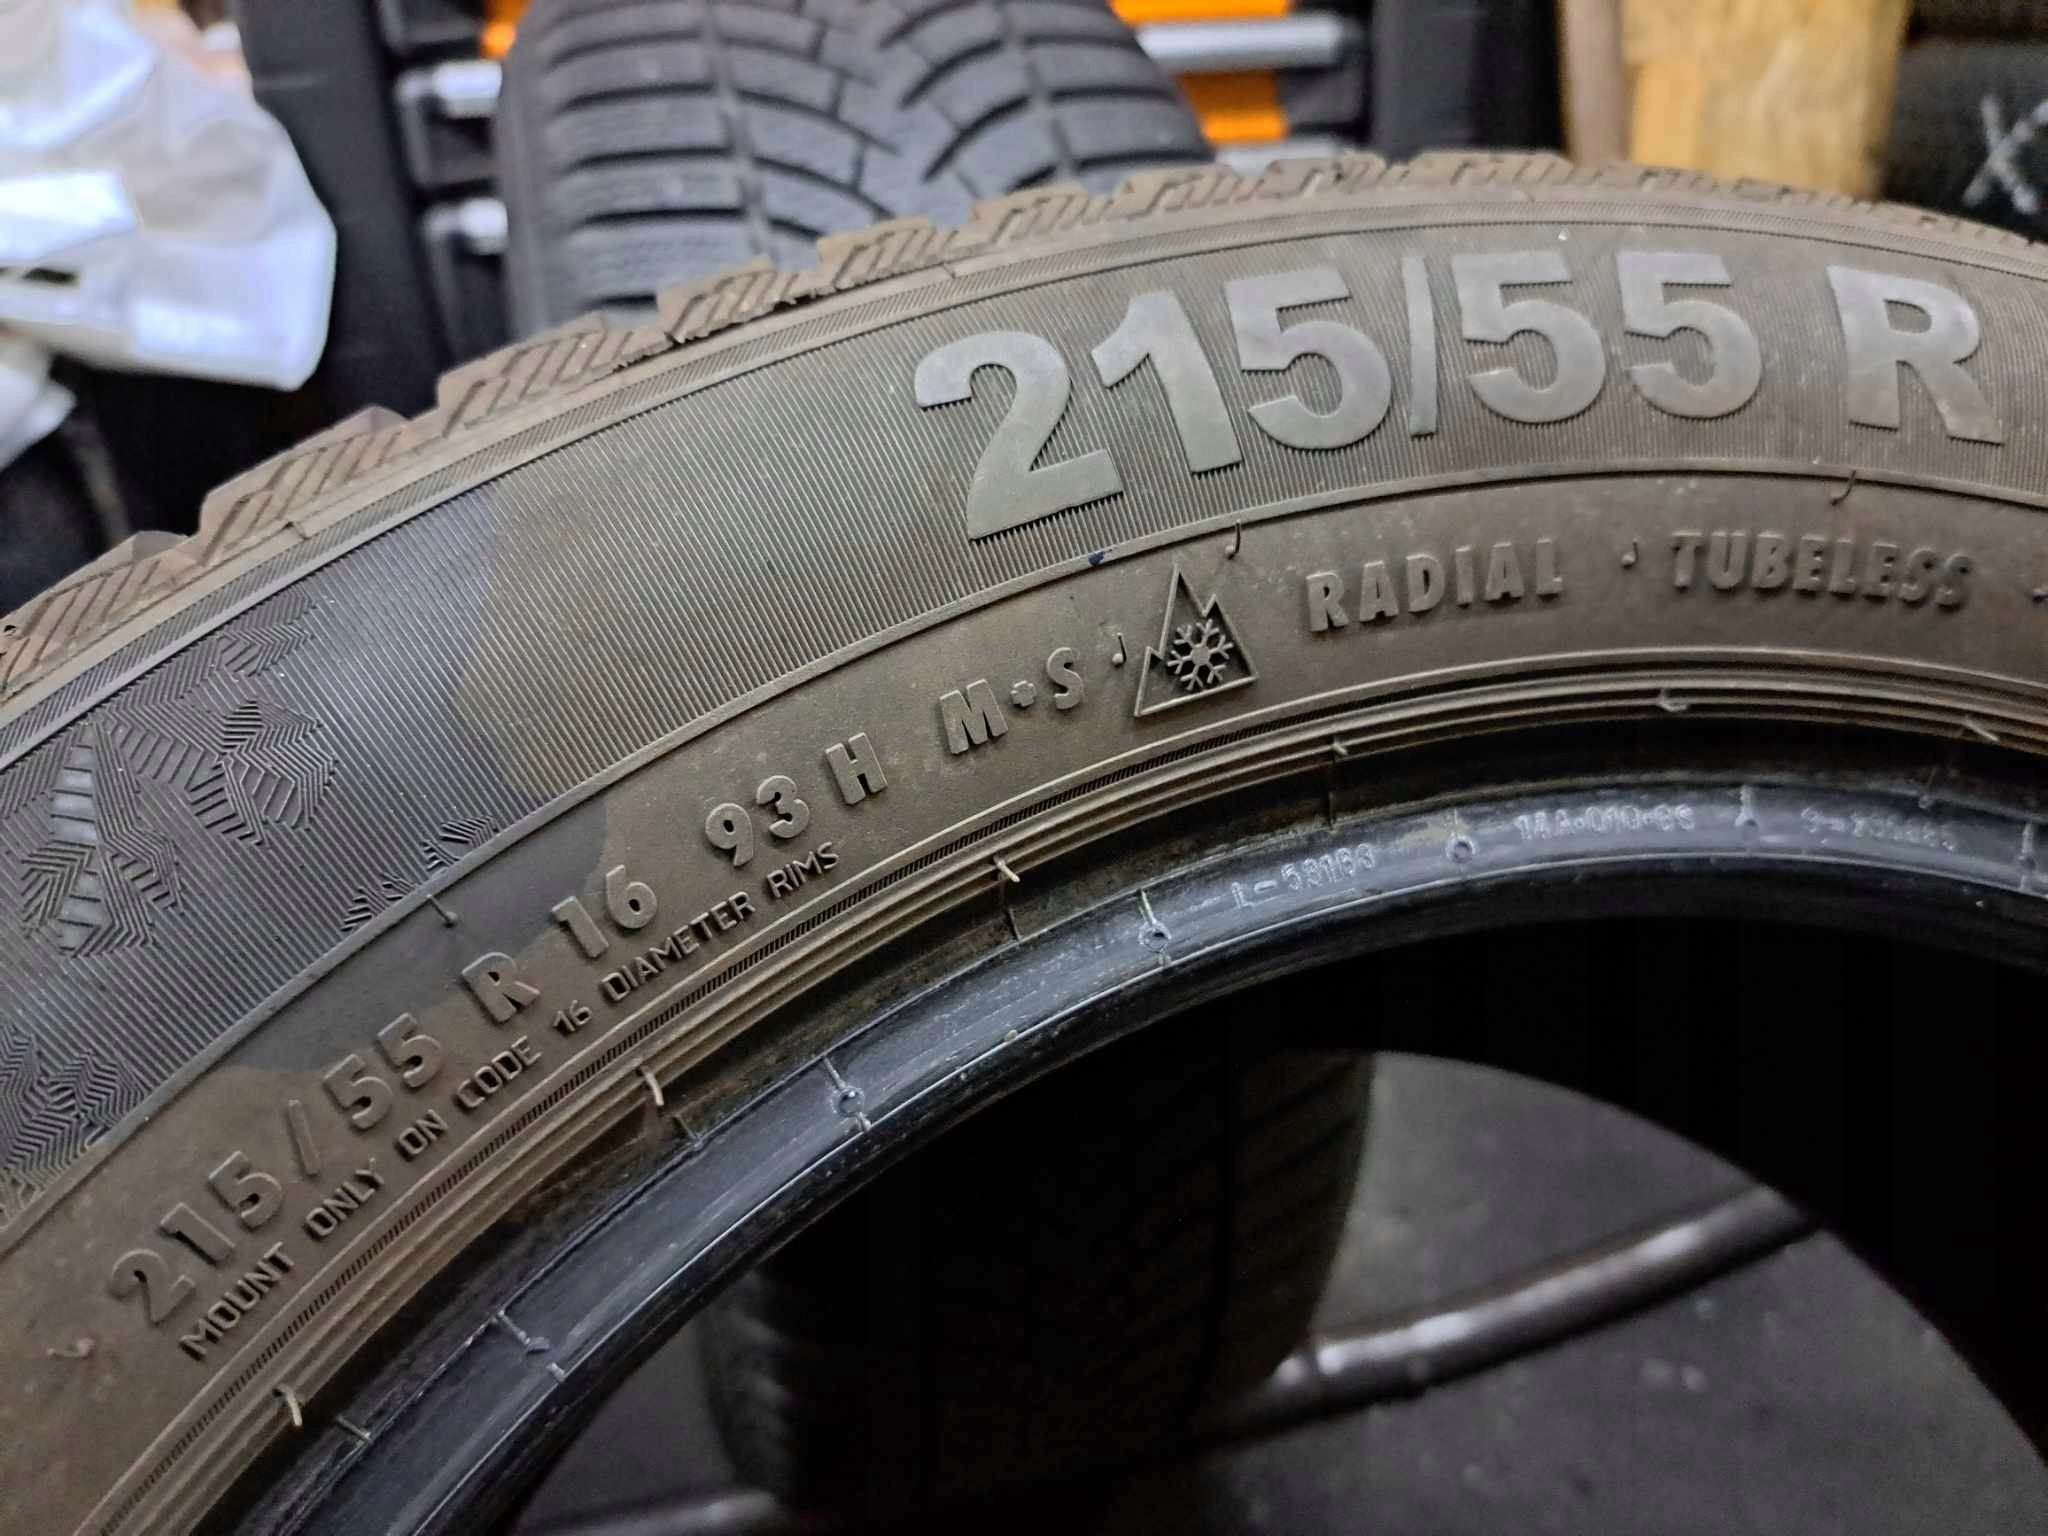 215/55 R
215/55 R 16 93 H M+S RADIAL TUBELESS
MOUNT ONLY ON CODE 16 DIAMETER RIMS